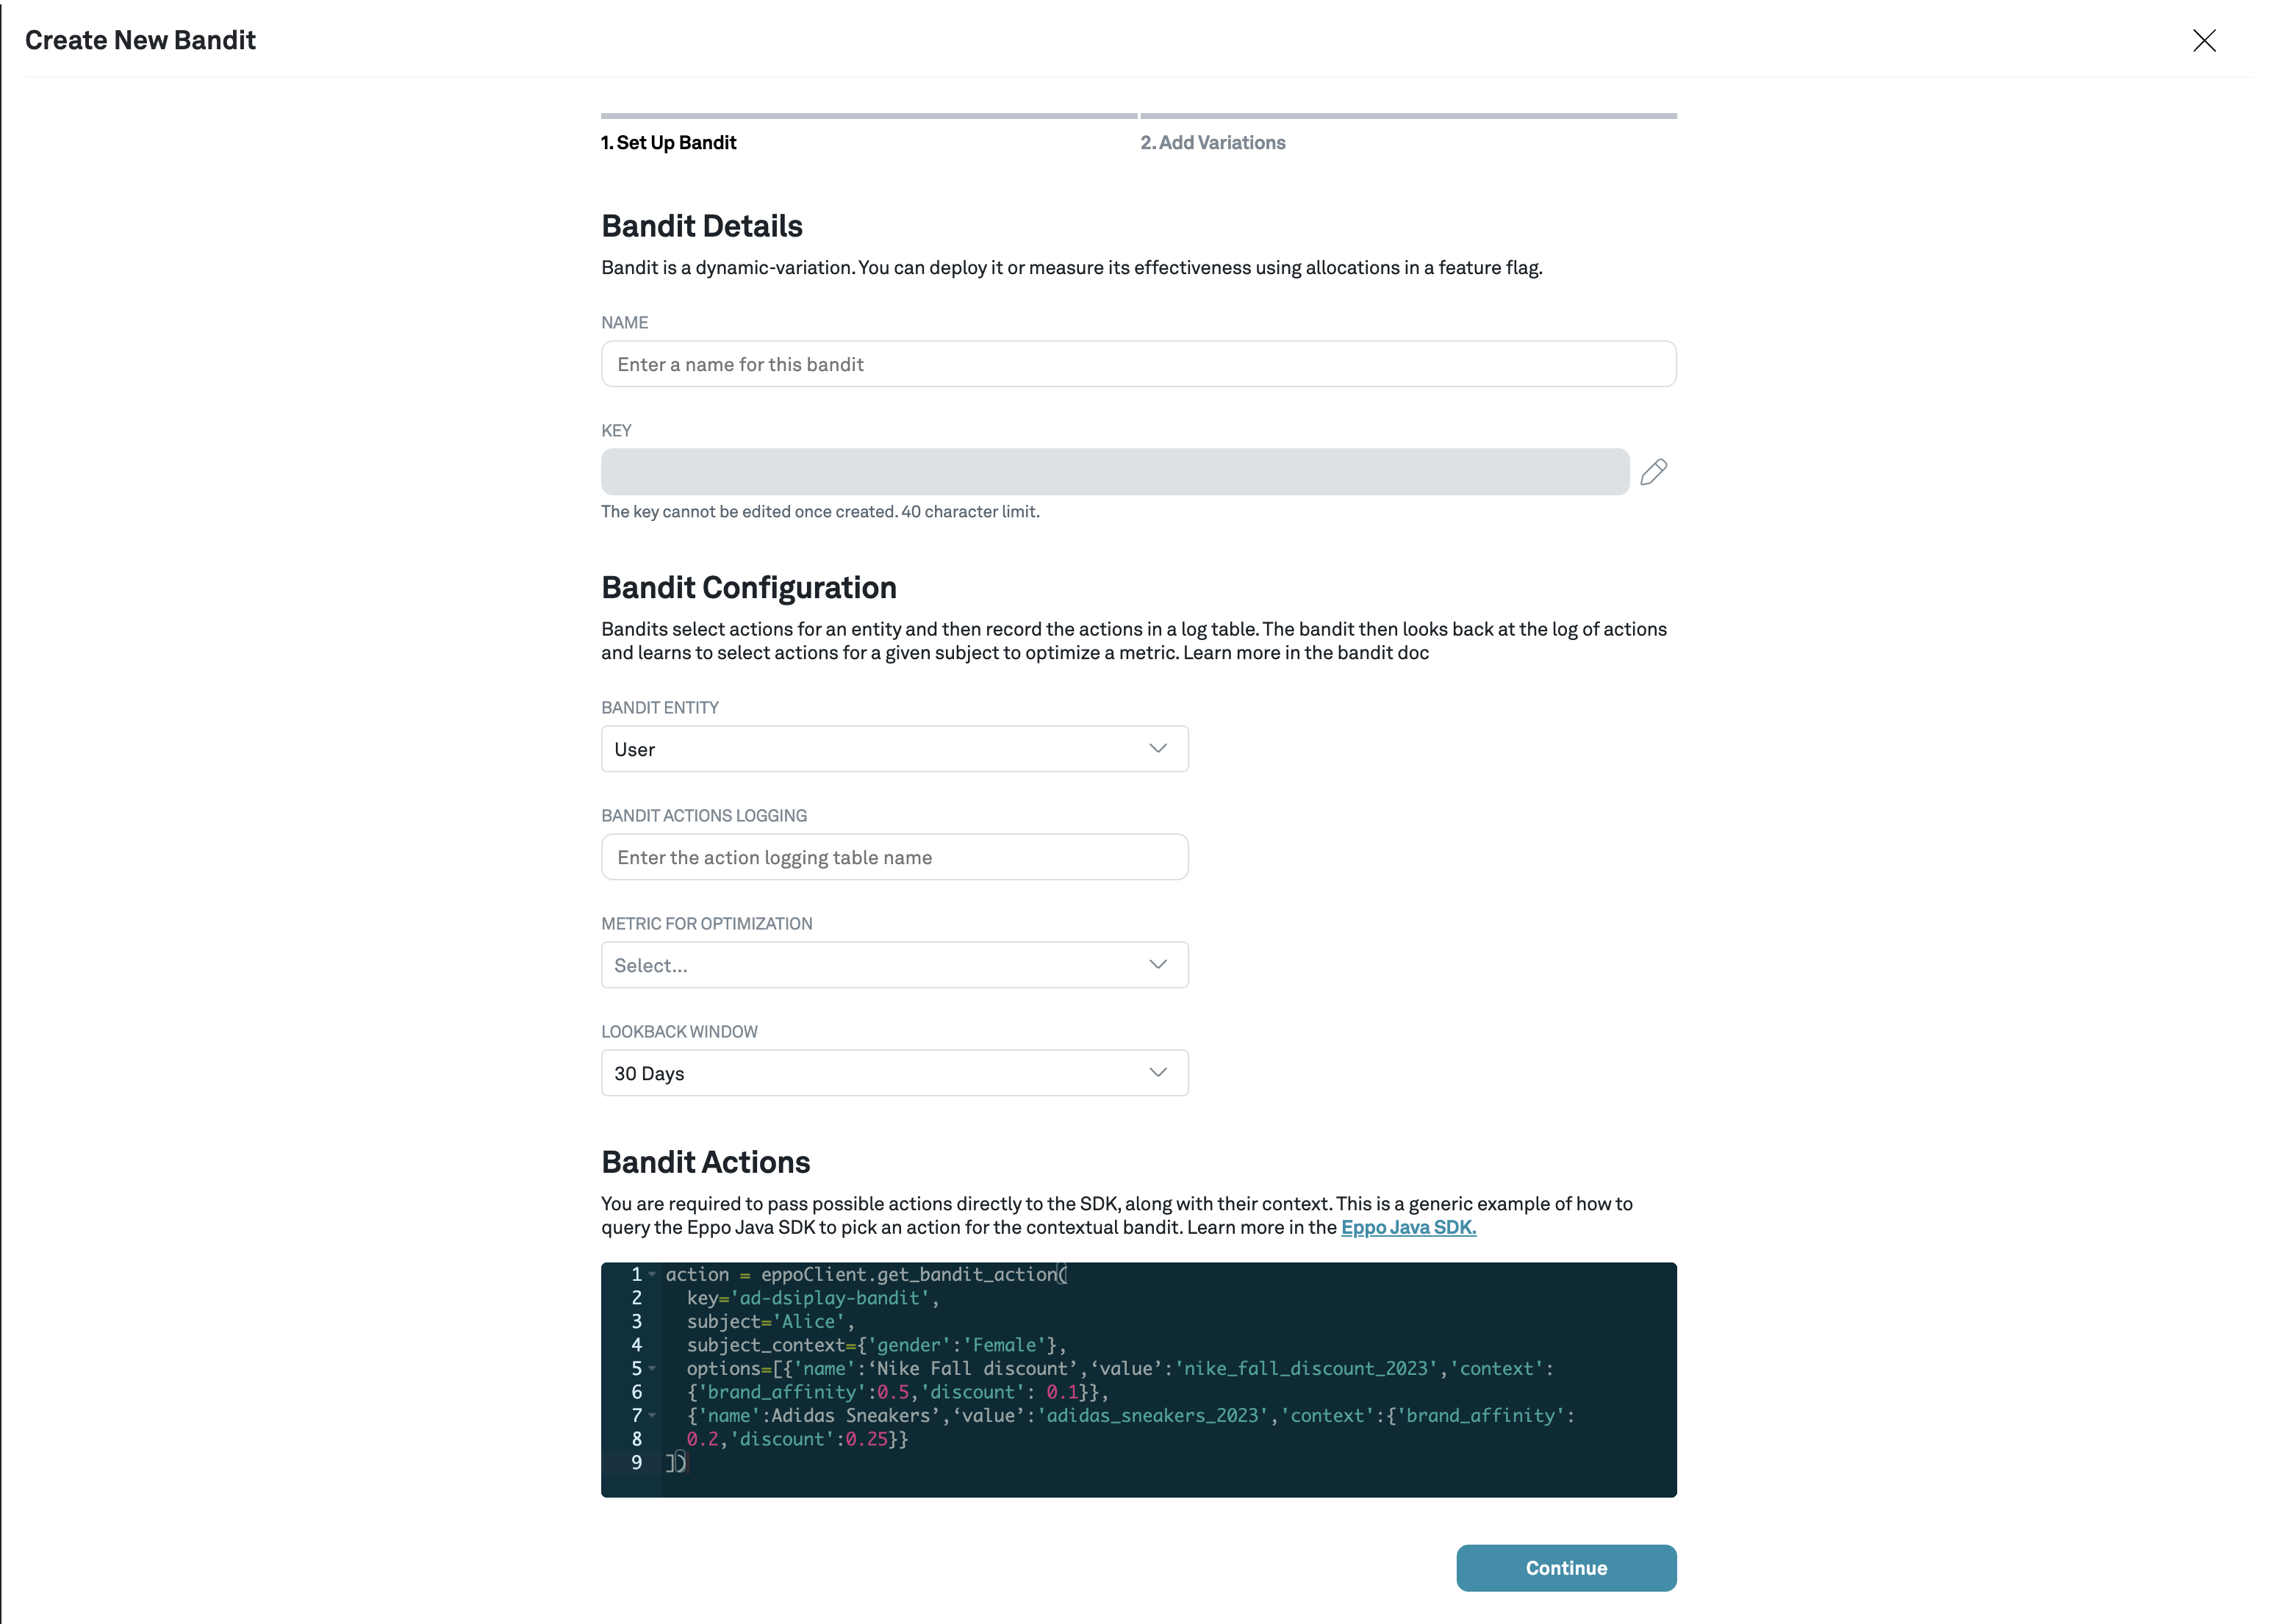 Create New Bandit
1. Set Up Bandit
2. Add Variations
Bandit Details
Bandit is a dynamic-variation. You can deploy it or measure its effectiveness using allocations in a feature flag.
NAME
Enter a name for this bandit
KEY
The key cannot be edited once created. 40 character limit.
Bandit Configuration
Bandits select actions for an entity and then record the actions in a log table. The bandit then looks back at the log of actions
and learns to select actions for a given subject to optimize a metric. Learn more in the bandit doc
BANDIT ENTITY
User
BANDIT ACTIONS LOGGING
Enter the action logging table name
METRIC FOR OPTIMIZATION
Select...
LOOKBACK WINDOW
30 Days
Bandit Actions
You are required to pass possible actions directly to the SDK, along with their context. This is a generic example of how to
query the Eppo Java SDK to pick an action for the contextual bandit. Learn more in the Eppo Java SDK.
1 action = eppoClient.get_bandit_action(
2 key='ad-dsiplay-bandit',
3 subject='Alice',
4 subject_context={'gender':'Female'},
5 options=[{'name':‘Nike Fall discount’,‘value’:'nike_fall_discount_2023','context':
6 {'brand_affinity':0.5,'discount': 0.1}},
7 {'name':Adidas Sneakers’,‘value’:'adidas_sneakers_2023','context':{'brand_affinity':
8 0.2,'discount':0.25}}
9 ])
Continue